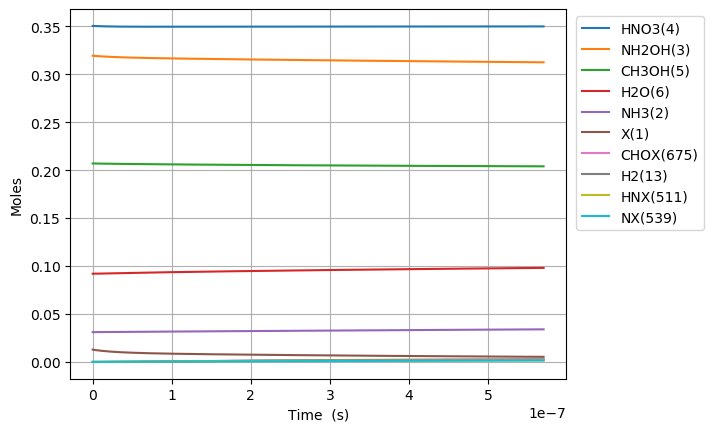 0.35
0.30
0.25
0.20
0.15
0.10
0.05
0.00
Moles
0 1 2 3 4 5
1e−7
Time (s)
HNO3(4)
NH2OH(3)
CH3OH(5)
H2O(6)
NH3(2)
X(1)
CHOX(675)
H2(13)
HNX(511)
NX(539)